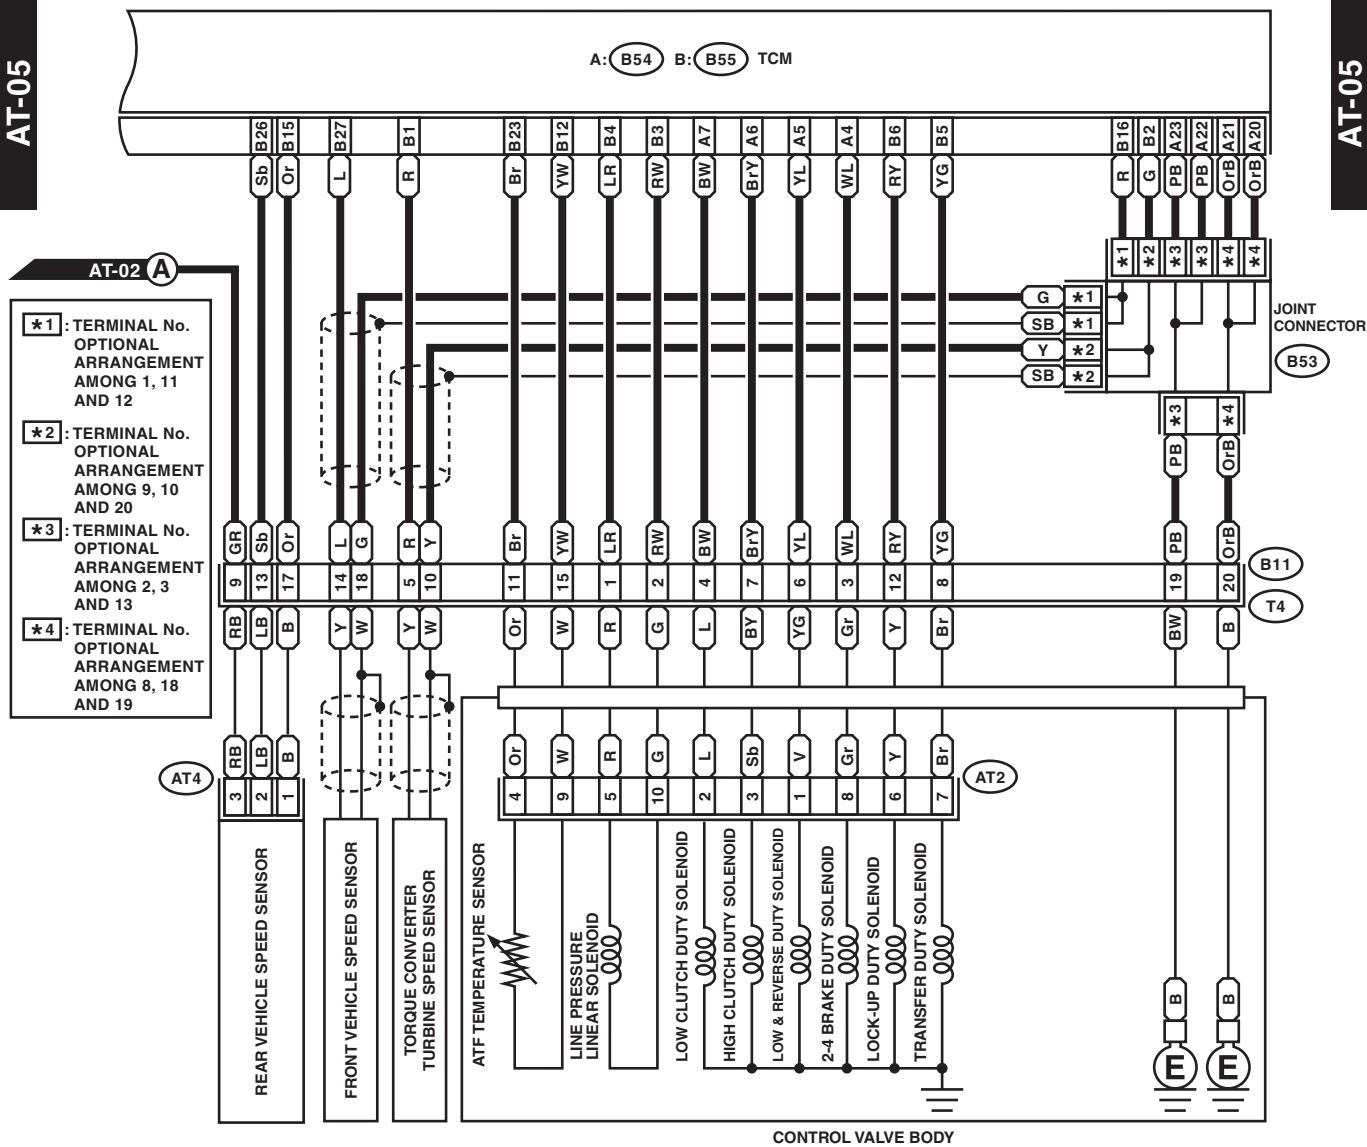 AT-05
AT-05
A: B54 B: B55 TCM
B26 B15 B27 B1 B23 B12 B4 B3 A7 A6 A5 A4 B6 B5 B16 B2 A23 A22 A21 A20
Sb Or L R Br YW LR RW BW BrY YL WL RY YG R G PB PB OrB OrB
*1 *2 *3 *3 *4 *4
AT-02 A
G *1
SB *1
Y *2
SB *2
JOINT
CONNECTOR
B53
*1 : TERMINAL No.
OPTIONAL
ARRANGEMENT
AMONG 1, 11
AND 12
*2 : TERMINAL No.
OPTIONAL
ARRANGEMENT
AMONG 9, 10
AND 20
*3 : TERMINAL No.
OPTIONAL
ARRANGEMENT
AMONG 2, 3
AND 13
*4 : TERMINAL No.
OPTIONAL
ARRANGEMENT
AMONG 8, 18
AND 19
*3 *4
PB OrB
GR Sb Or L G R Y Br YW LR RW BW BrY YL WL RY YG PB OrB
9 13 17 14 18 5 10 11 15 1 2 4 7 6 3 12 8 19 20
B11
T4
RB LB B Y W Y W Or W R G L BY YG Gr Y Br BW B
RB LB B
AT4
3 2 1
Or W R G L Sb V Gr Y Br
4 9 5 10 2 3 1 8 6 7
AT2
REAR VEHICLE SPEED SENSOR
FRONT VEHICLE SPEED SENSOR
TORQUE CONVERTER
TURBINE SPEED SENSOR
ATF TEMPERATURE SENSOR
LINE PRESSURE
LINEAR SOLENOID
LOW CLUTCH DUTY SOLENOID
HIGH CLUTCH DUTY SOLENOID
LOW & REVERSE DUTY SOLENOID
2-4 BRAKE DUTY SOLENOID
LOCK-UP DUTY SOLENOID
TRANSFER DUTY SOLENOID
B B
E E
CONTROL VALVE BODY